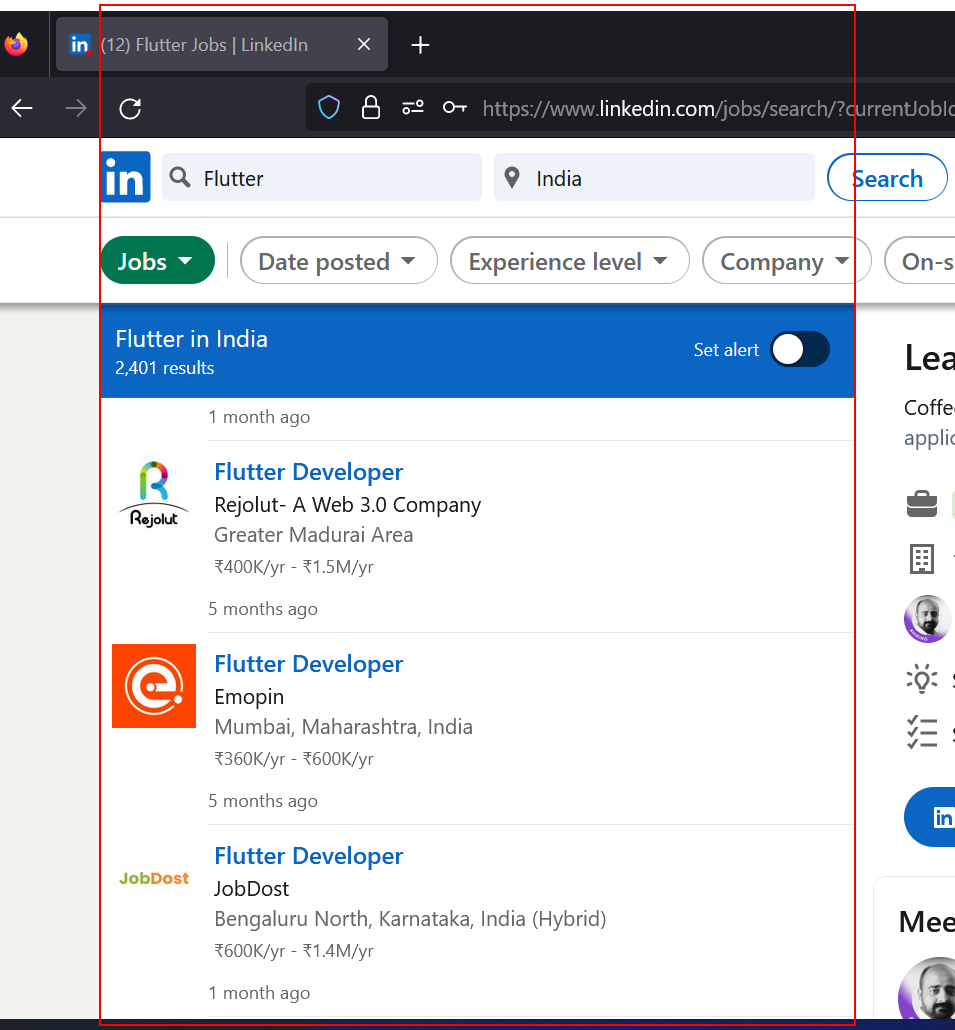 (12) Flutter Jobs | LinkedIn
https://www.linkedin.com/jobs/search/?currentJobId
in Flutter India Search
Jobs Date posted Experience level Company On-s
Flutter in India
2,401 results
Set alert
1 month ago
Flutter Developer
Rejolut
Rejolut- A Web 3.0 Company
Greater Madurai Area
₹400K/yr - ₹1.5M/yr
5 months ago
Flutter Developer
Emopin
Mumbai, Maharashtra, India
₹360K/yr - ₹600K/yr
5 months ago
Flutter Developer
JobDost
JobDost
Bengaluru North, Karnataka, India (Hybrid)
₹600K/yr - ₹1.4M/yr
1 month ago
Lea
Coffe
applic
in
Mee